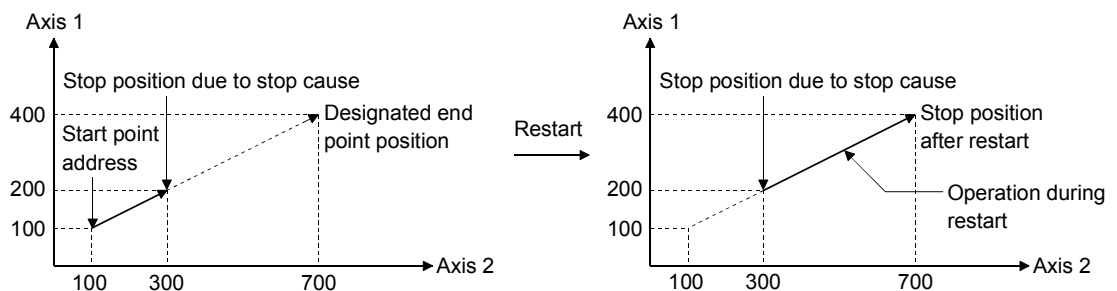 Axis 1
Stop position due to stop cause
400
Designated end
point position
Start point
address
200
100
100
300
700
Axis 2
Restart
Axis 1
Stop position due to stop cause
400
Stop position
after restart
200
Operation during
restart
100
100
300
700
Axis 2